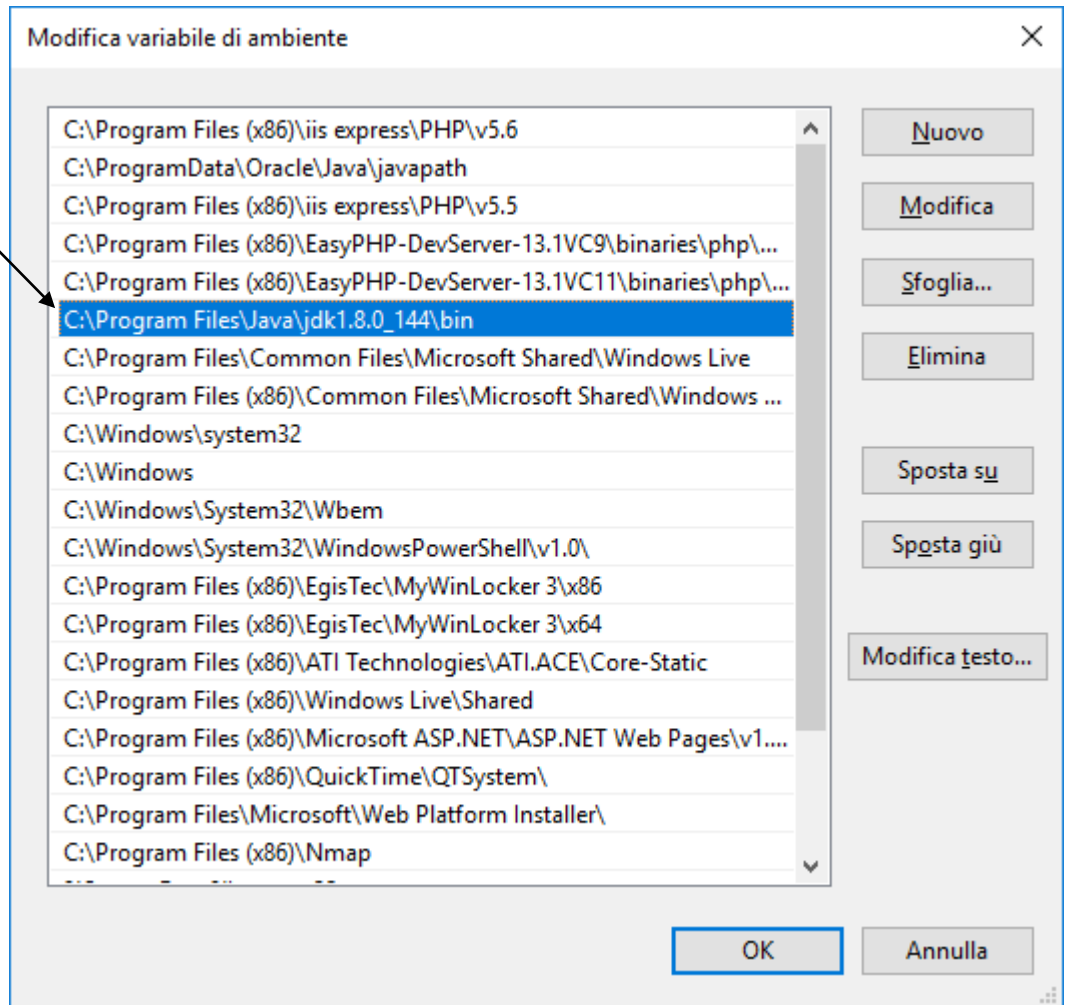 Modifica variabile di ambiente
C:\Program Files (x86)\iis express\PHP\v5.6
C:\ProgramData\Oracle\Java\javapath
C:\Program Files (x86)\iis express\PHP\v5.5
C:\Program Files (x86)\EasyPHP-DevServer-13.1VC9\binaries\php\...
C:\Program Files (x86)\EasyPHP-DevServer-13.1VC11\binaries\php\...
C:\Program Files\Java\jdk1.8.0_144\bin
C:\Program Files\Common Files\Microsoft Shared\Windows Live
C:\Program Files (x86)\Common Files\Microsoft Shared\Windows ...
C:\Windows\system32
C:\Windows
C:\Windows\System32\Wbem
C:\Windows\System32\WindowsPowerShell\v1.0\
C:\Program Files (x86)\EgisTec\MyWinLocker 3\x86
C:\Program Files (x86)\EgisTec\MyWinLocker 3\x64
C:\Program Files (x86)\ATI Technologies\ATI.ACE\Core-Static
C:\Program Files (x86)\Windows Live\Shared
C:\Program Files (x86)\Microsoft ASP.NET\ASP.NET Web Pages\v1....
C:\Program Files (x86)\QuickTime\QTSystem\
C:\Program Files\Microsoft\Web Platform Installer\
C:\Program Files (x86)\Nmap
Nuovo
Modifica
Sfoglia...
Elimina
Sposta su
Sposta giù
Modifica testo...
OK
Annulla